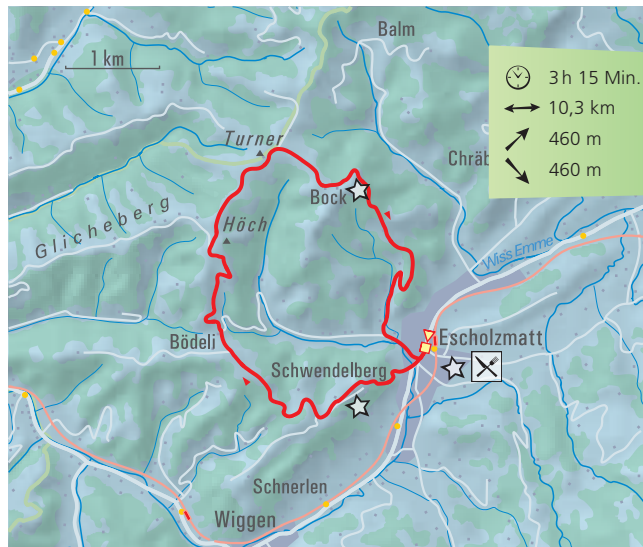 Balm
1 km
3 h 15 Min.
10,3 km
460 m
460 m
Turner
Chräb
Bock
Glicheberg
Höch
Wiss Emme
Bödeli
Escholzmatt
Schwendelberg
Schnerlen
Wiggen